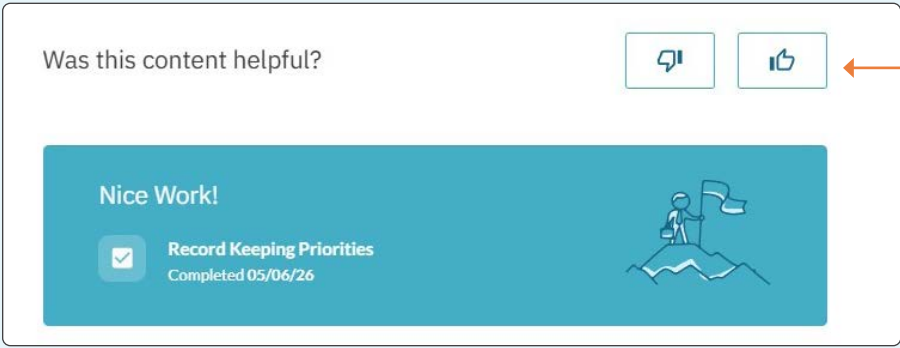 Was this content helpful?
Nice Work!
Record Keeping Priorities
Completed 05/06/26